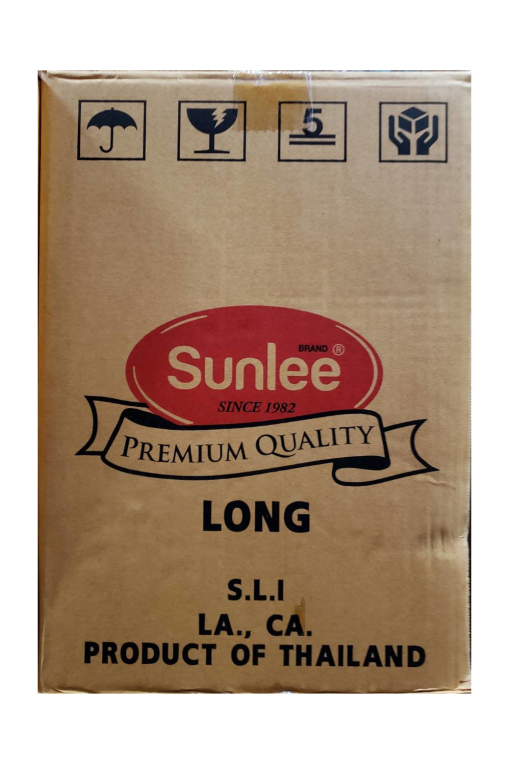 5
BRAND ®
Sunlee
SINCE 1982
PREMIUM QUALITY
LONG
S.L.I
LA., CA.
PRODUCT OF THAILAND